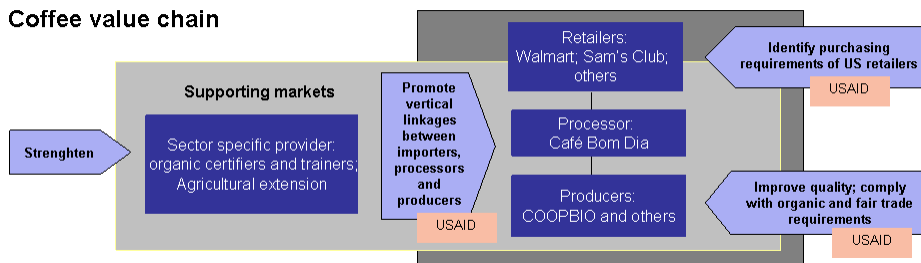 Coffee value chain
Retailers:
Walmart; Sam's Club;
others
Identify purchasing
requirements of US retailers
USAID
Supporting markets
Promote
vertical
linkages
between
importers,
processors
and
producers
USAID
Strenghten
Sector specific provider:
organic certifiers and trainers;
Agricultural extension
Processor:
Café Bom Dia
Producers:
COOPBIO and others
Improve quality; comply
with organic and fair trade
requirements
USAID